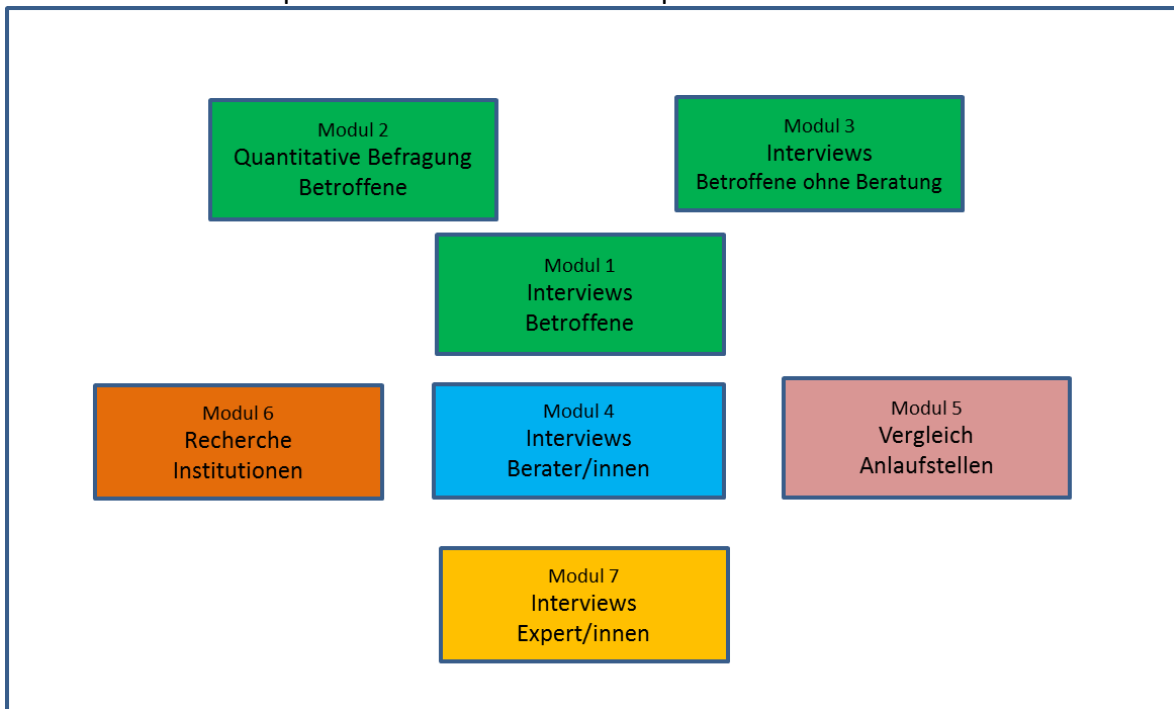 Modul 2
Quantitative Befragung
Betroffene
Modul 3
Interviews
Betroffene ohne Beratung
Modul 1
Interviews
Betroffene
Modul 6
Recherche
Institutionen
Modul 4
Interviews
Berater/innen
Modul 5
Vergleich
Anlaufstellen
Modul 7
Interviews
Expert/innen